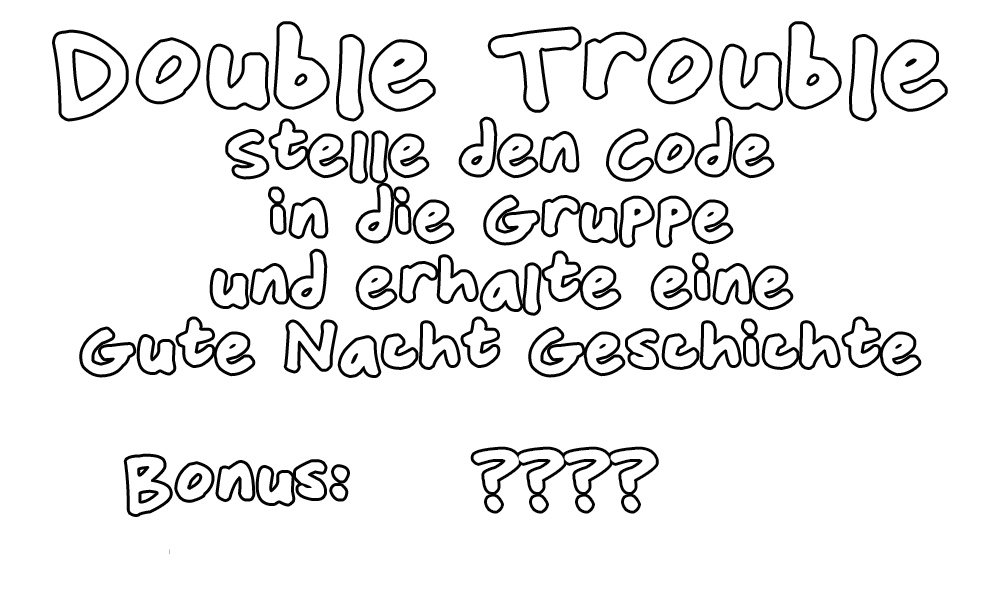 Double Trouble
stelle den Code
in die Gruppe
und erhalte eine
Gute Nacht Geschichte
Bonus: ????